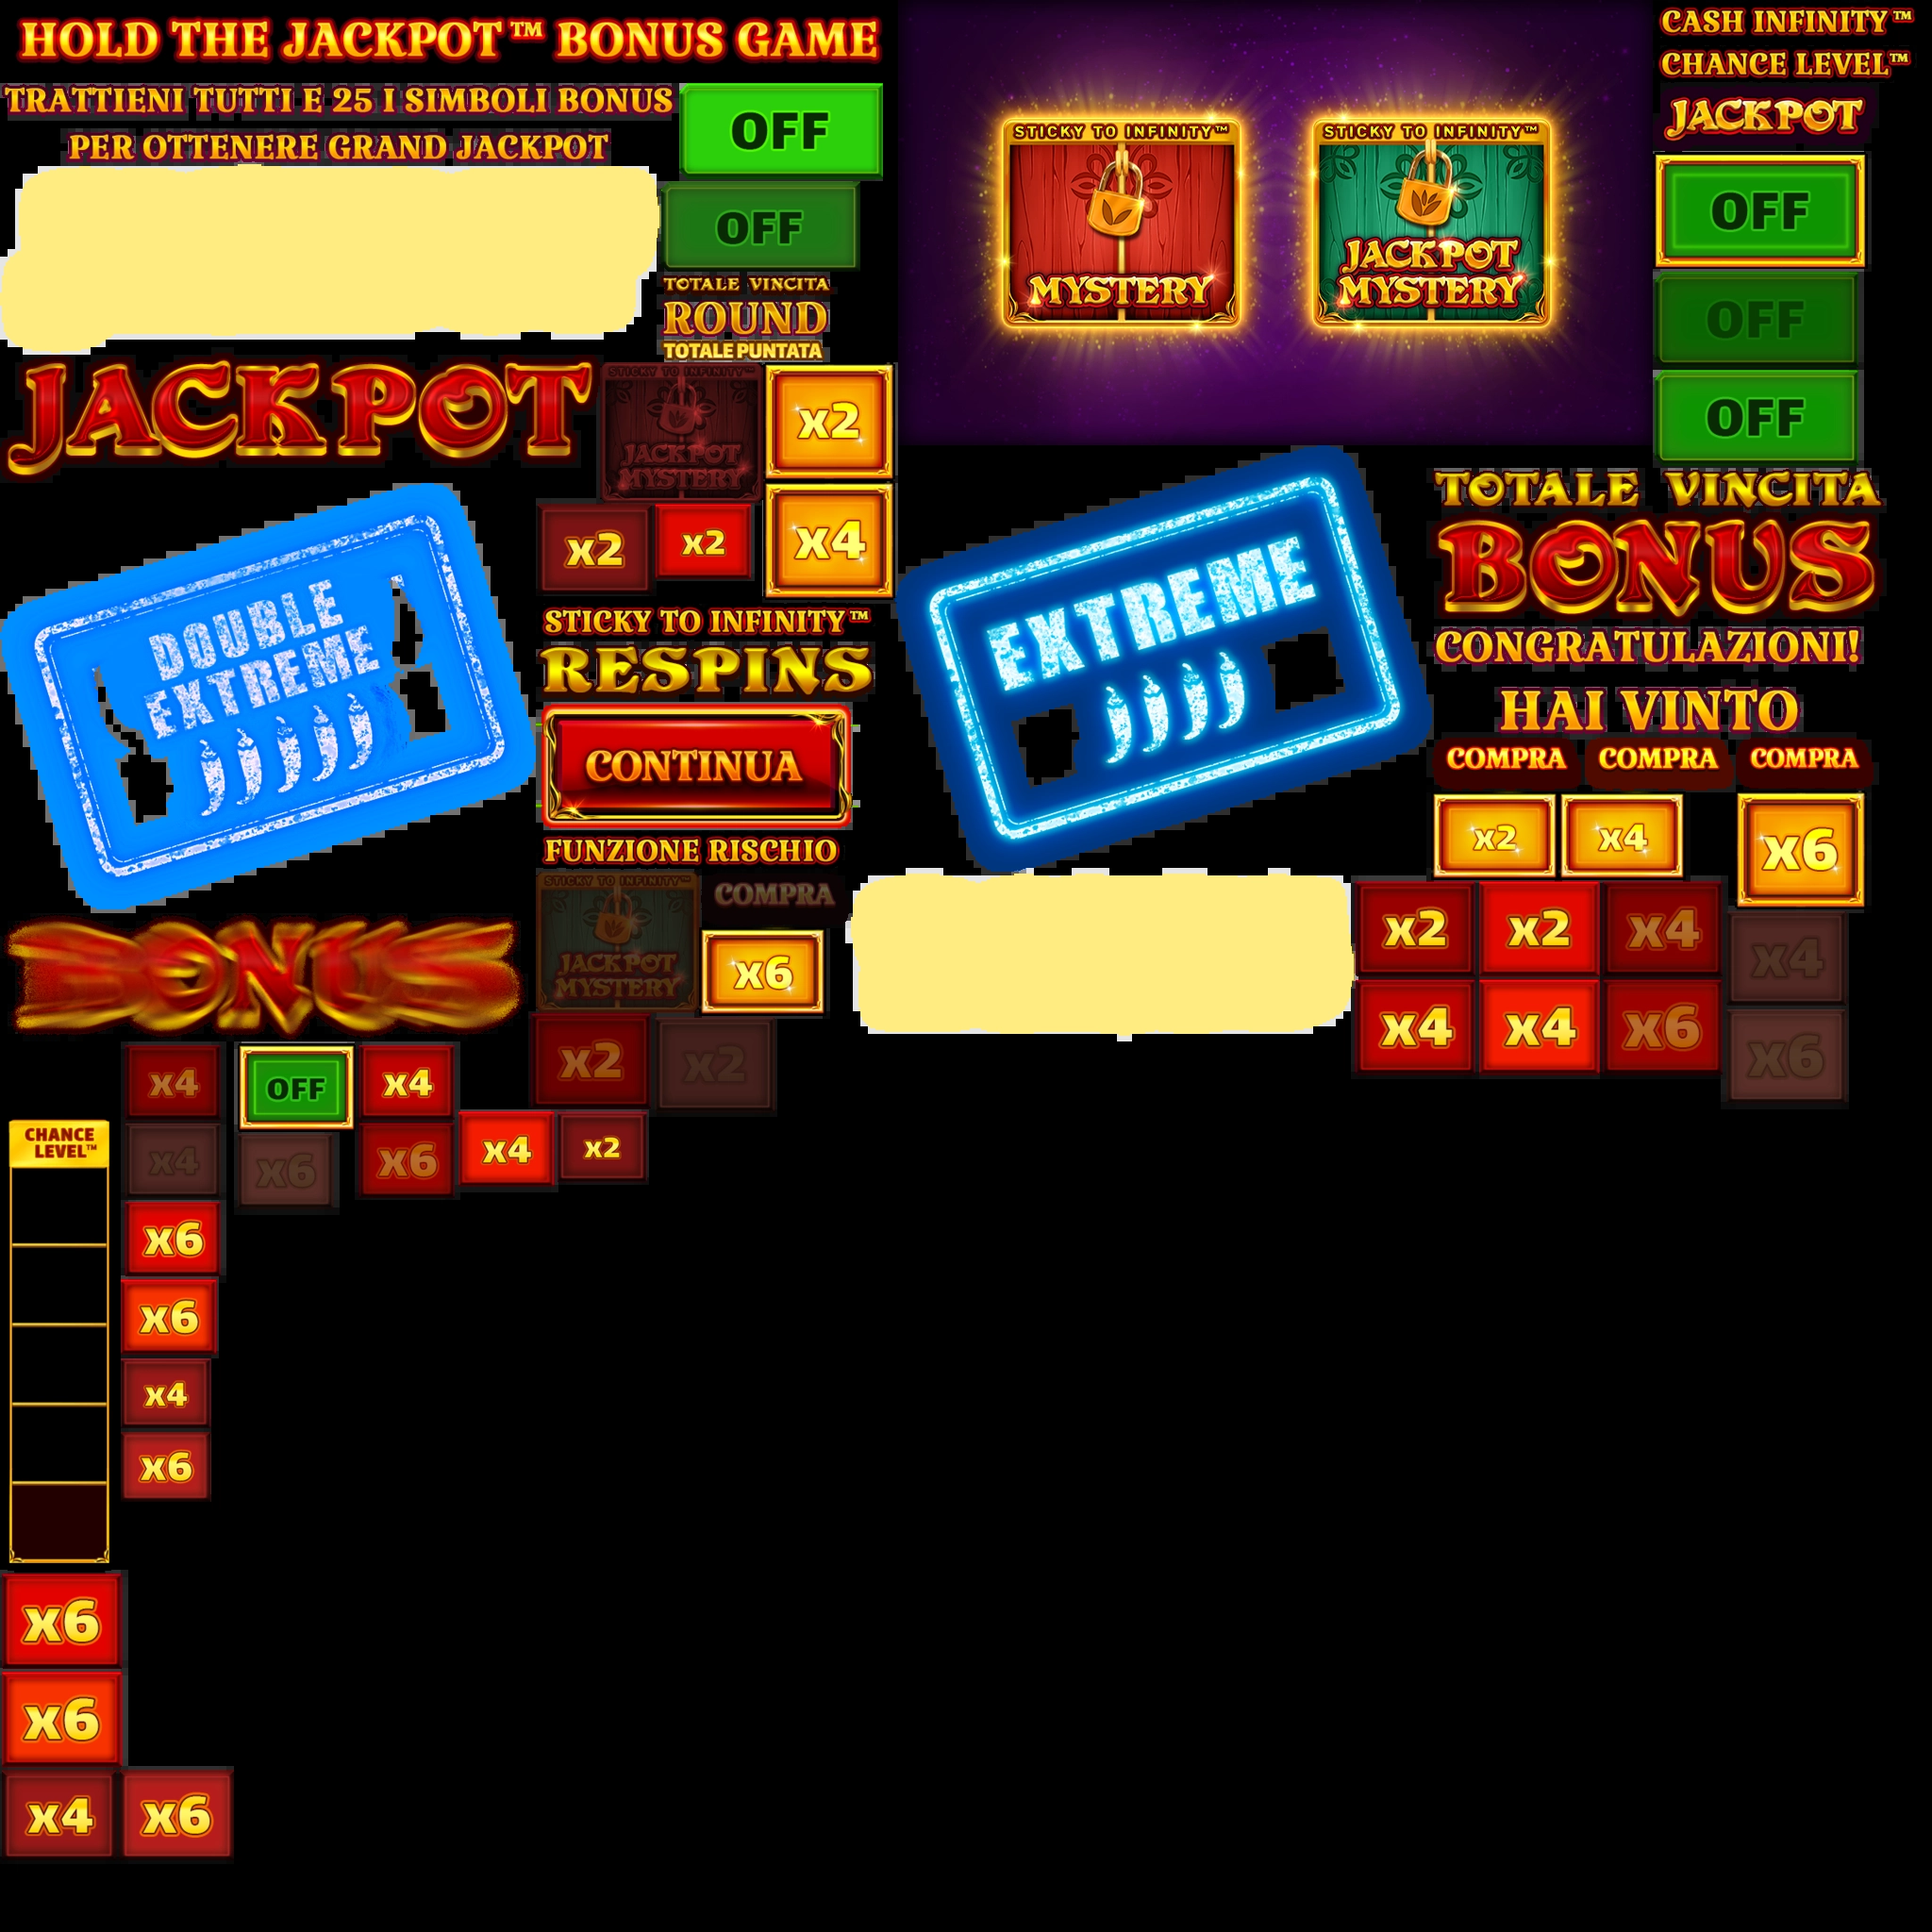 HOLD THE JACKPOT™ BONUS GAME
TRATTIENI TUTTI E 25 I SIMBOLI BONUS
PER OTTENERE GRAND JACKPOT
OFF
OFF
TOTALE VINCITA
ROUND
TOTALE PUNTATA
STICKY TO INFINITY™
MYSTERY
STICKY TO INFINITY™
JACKPOT
MYSTERY
CASH INFINITY™
CHANCE LEVEL™
JACKPOT
OFF
OFF
OFF
JACKPOT
STICKY TO INFINITY™
JACKPOT
MYSTERY
x2
x4
x2
x2
DOUBLE
EXTREME
STICKY TO INFINITY™
RESPINS
CONTINUA
FUNZIONE RISCHIO
EXTREME
TOTALE VINCITA
BONUS
CONGRATULAZIONI!
HAI VINTO
COMPRA
COMPRA
COMPRA
x2
x4
x6
BONUS
STICKY TO INFINITY™
JACKPOT
MYSTERY
COMPRA
x6
x2
x2
x4
x4
x4
x4
x6
x6
x2
x2
x4
OFF
x4
x4
x6
x6
x4
x2
CHANCE
LEVEL™
x6
x6
x4
x6
x6
x6
x4
x6